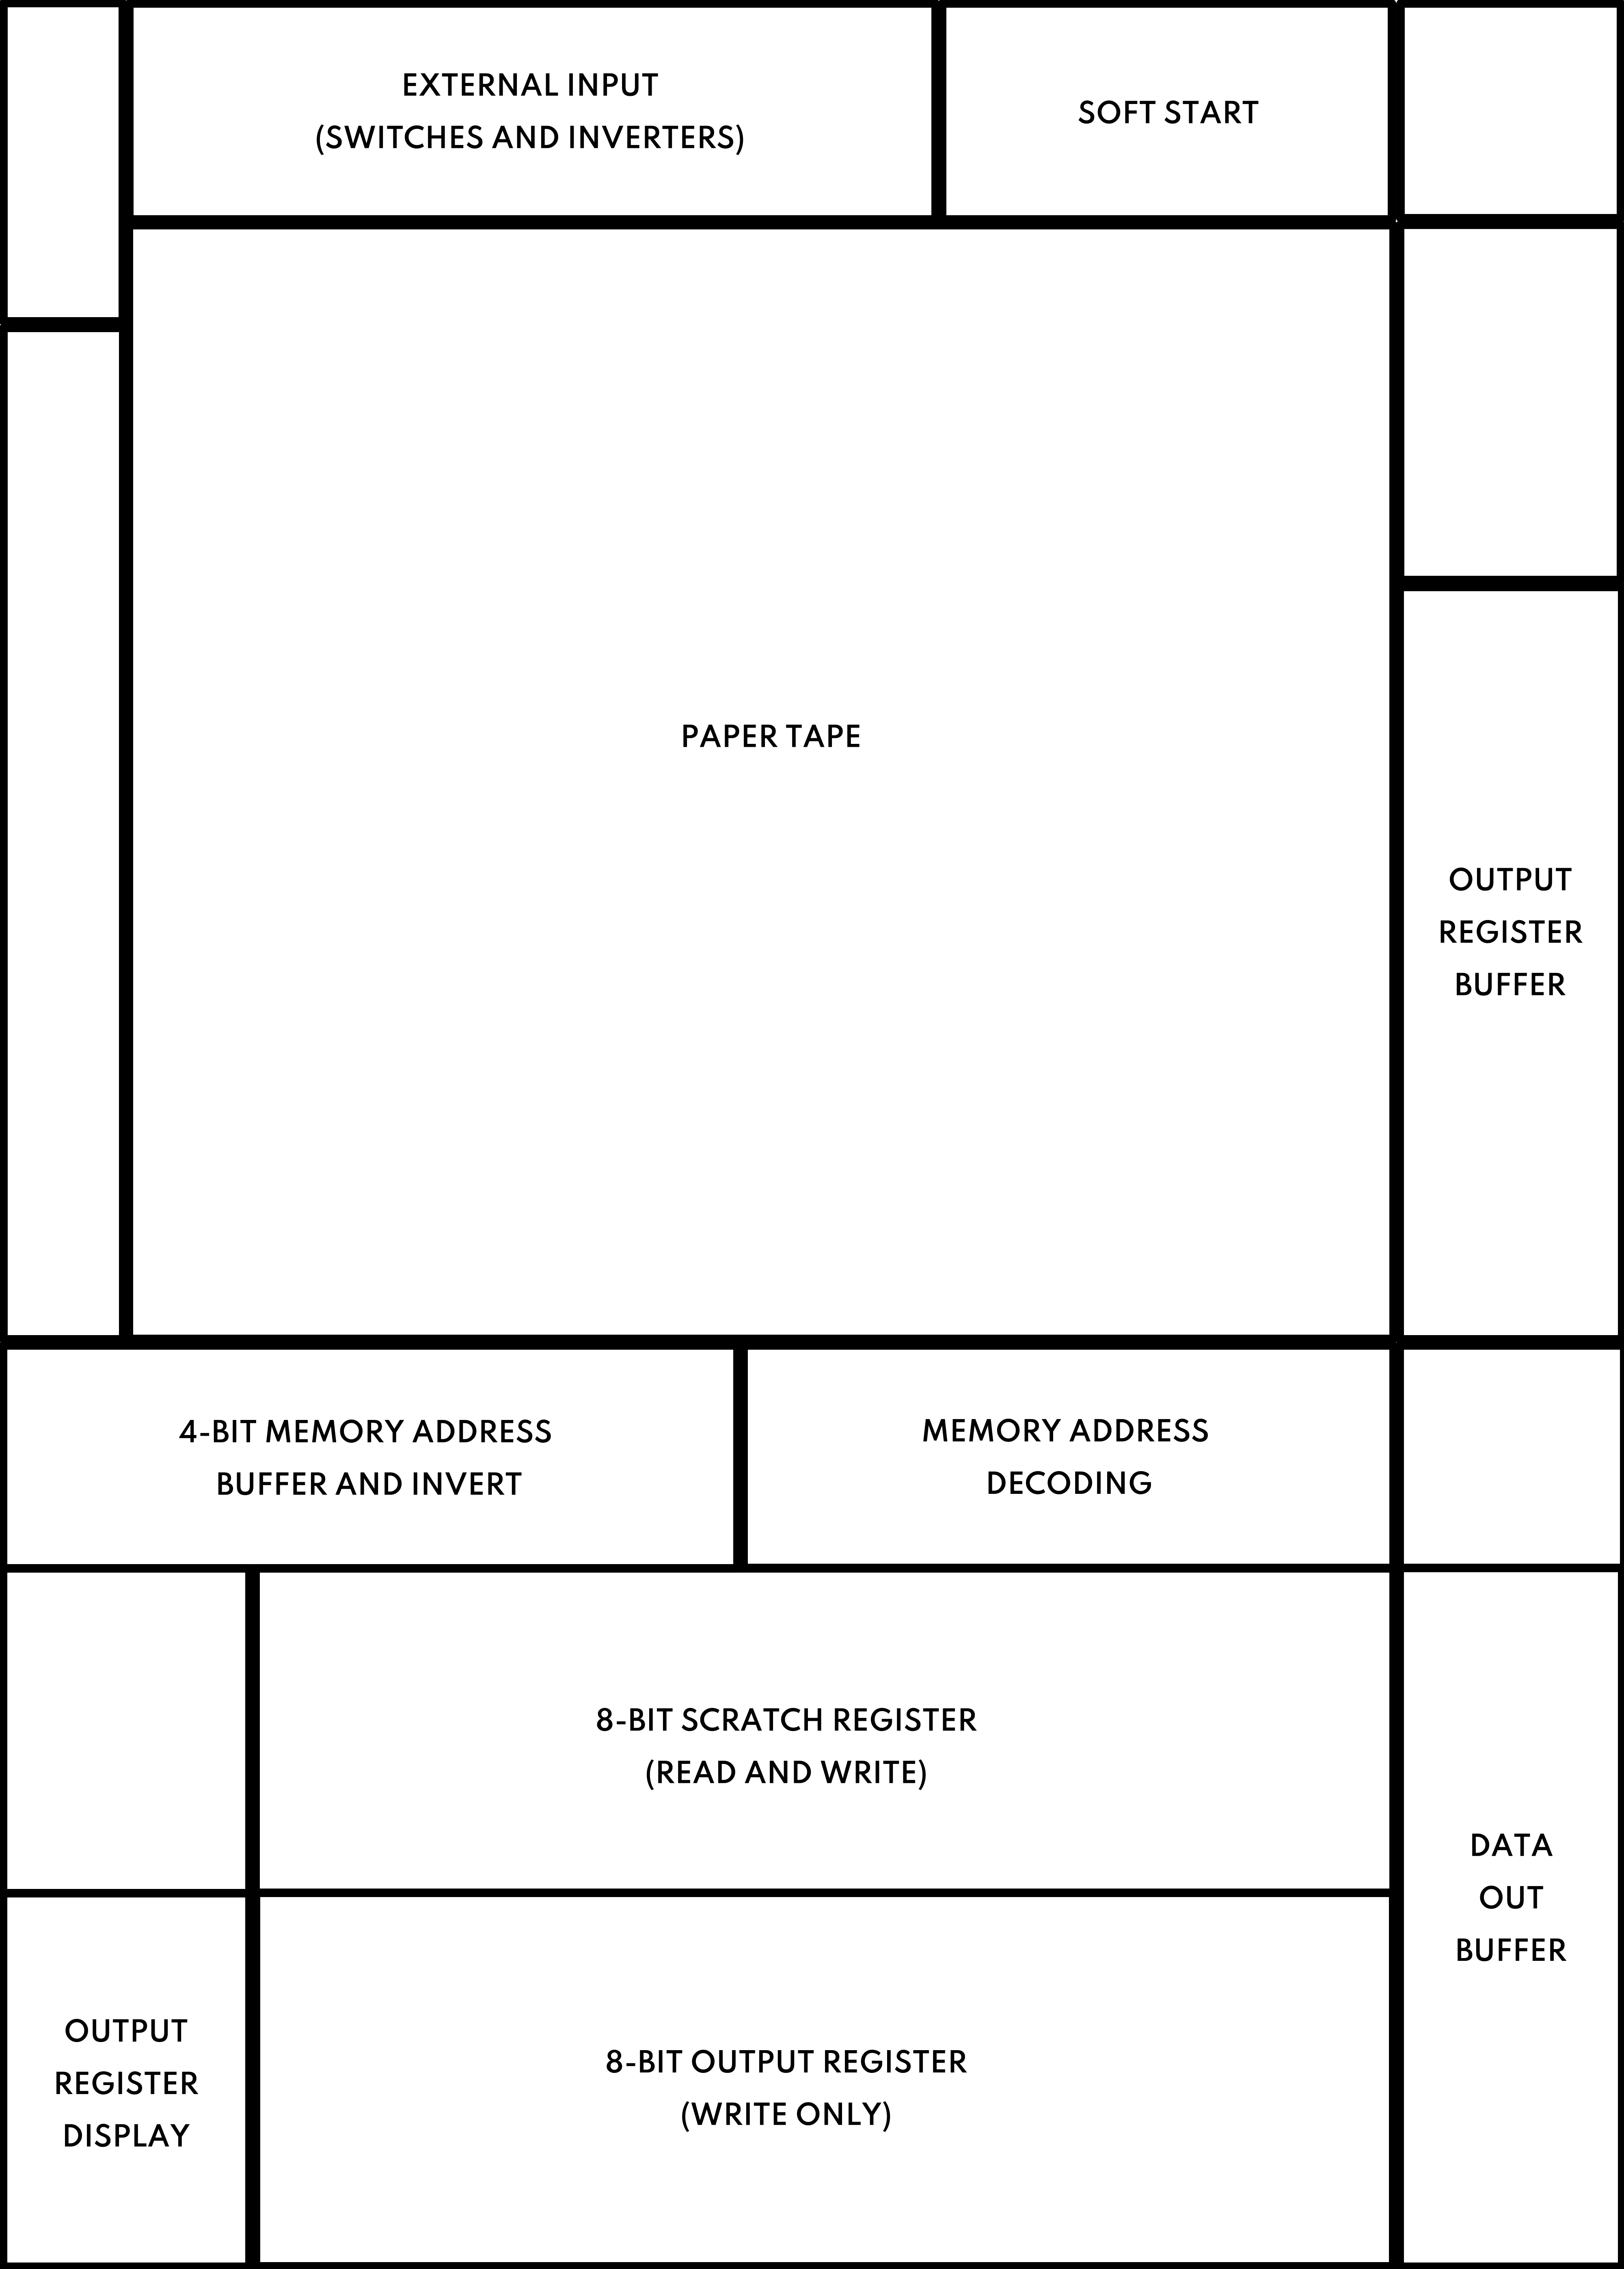 EXTERNAL INPUT
(SWITCHES AND INVERTERS)
SOFT START
PAPER TAPE
OUTPUT
REGISTER
BUFFER
4-BIT MEMORY ADDRESS
BUFFER AND INVERT
MEMORY ADDRESS
DECODING
8-BIT SCRATCH REGISTER
(READ AND WRITE)
DATA
OUT
BUFFER
OUTPUT
REGISTER
DISPLAY
8-BIT OUTPUT REGISTER
(WRITE ONLY)